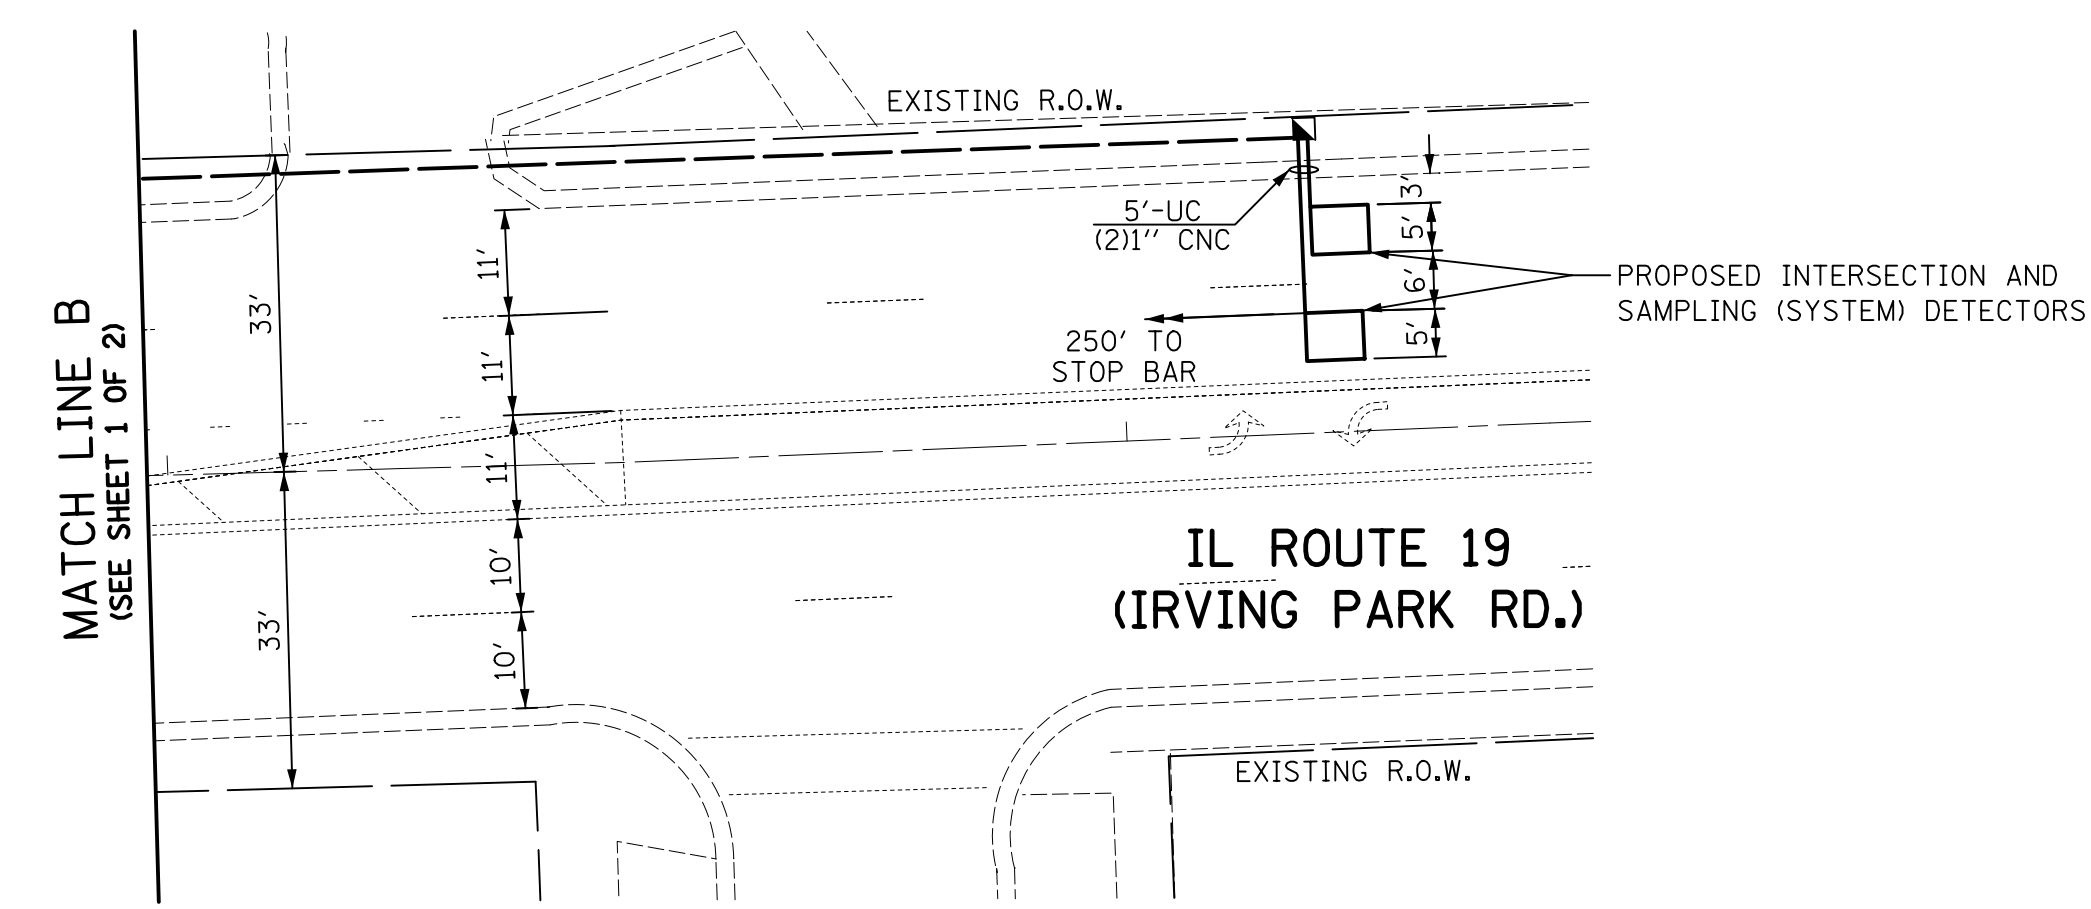 EXISTING R.O.W.
3'
5'-UC
(2)1" CNC
5'
11'
6'
PROPOSED INTERSECTION AND
SAMPLING (SYSTEM) DETECTORS
33'
250' TO
STOP BAR
5'
11'
MATCH LINE B
(SEE SHEET 1 OF 2)
11'
IL ROUTE 19
(IRVING PARK RD.)
10'
33'
10'
EXISTING R.O.W.